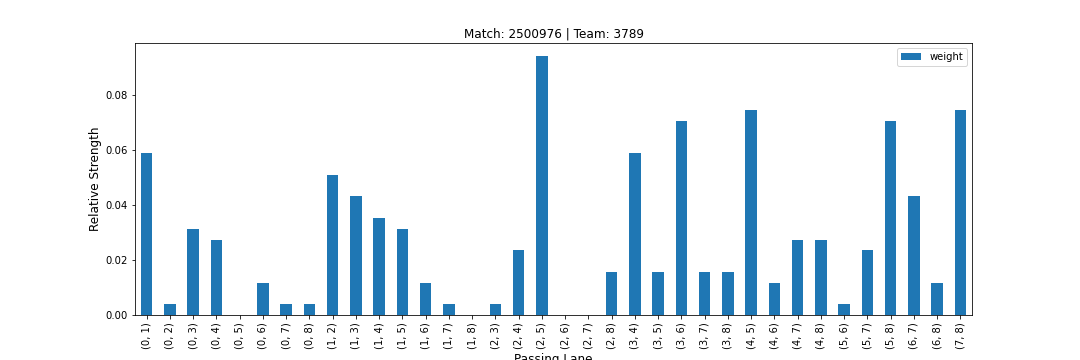 Match: 2500976 | Team: 3789
weight
Relative Strength
0.08
0.06
0.04
0.02
0.00
(0, 1) (0, 2) (0, 3) (0, 4) (0, 5) (0, 6) (0, 7) (0, 8) (1, 2) (1, 3) (1, 4) (1, 5) (1, 6) (1, 7) (1, 8) (2, 3) (2, 4) (2, 5) (2, 6) (2, 7) (2, 8) (3, 4) (3, 5) (3, 6) (3, 7) (3, 8) (4, 5) (4, 6) (4, 7) (4, 8) (5, 6) (5, 7) (5, 8) (6, 7) (6, 8) (7, 8)
Passing Lane